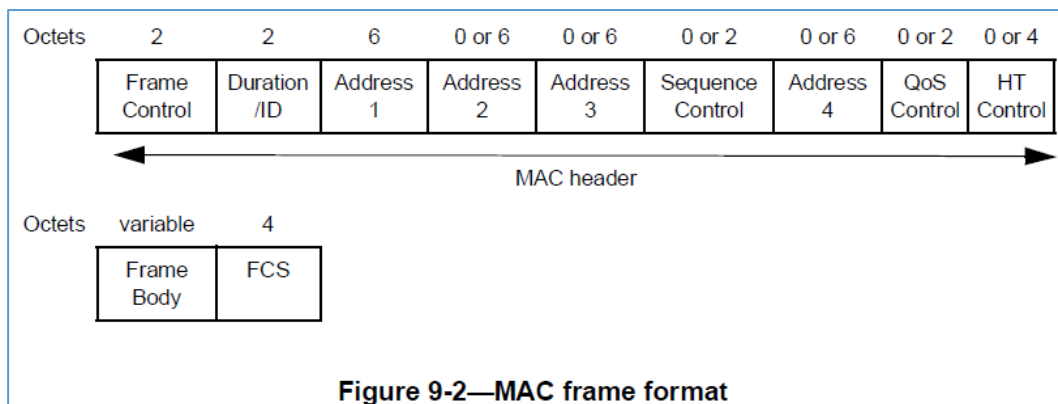 Octets 2 2 6 0 or 6 0 or 6 0 or 2 0 or 6 0 or 2 0 or 4
Frame Duration Address Address Address Sequence Address QoS HT
Control /ID 1 2 3 Control 4 Control Control
MAC header
Octets variable 4
Frame FCS
Body
Figure 9-2—MAC frame format